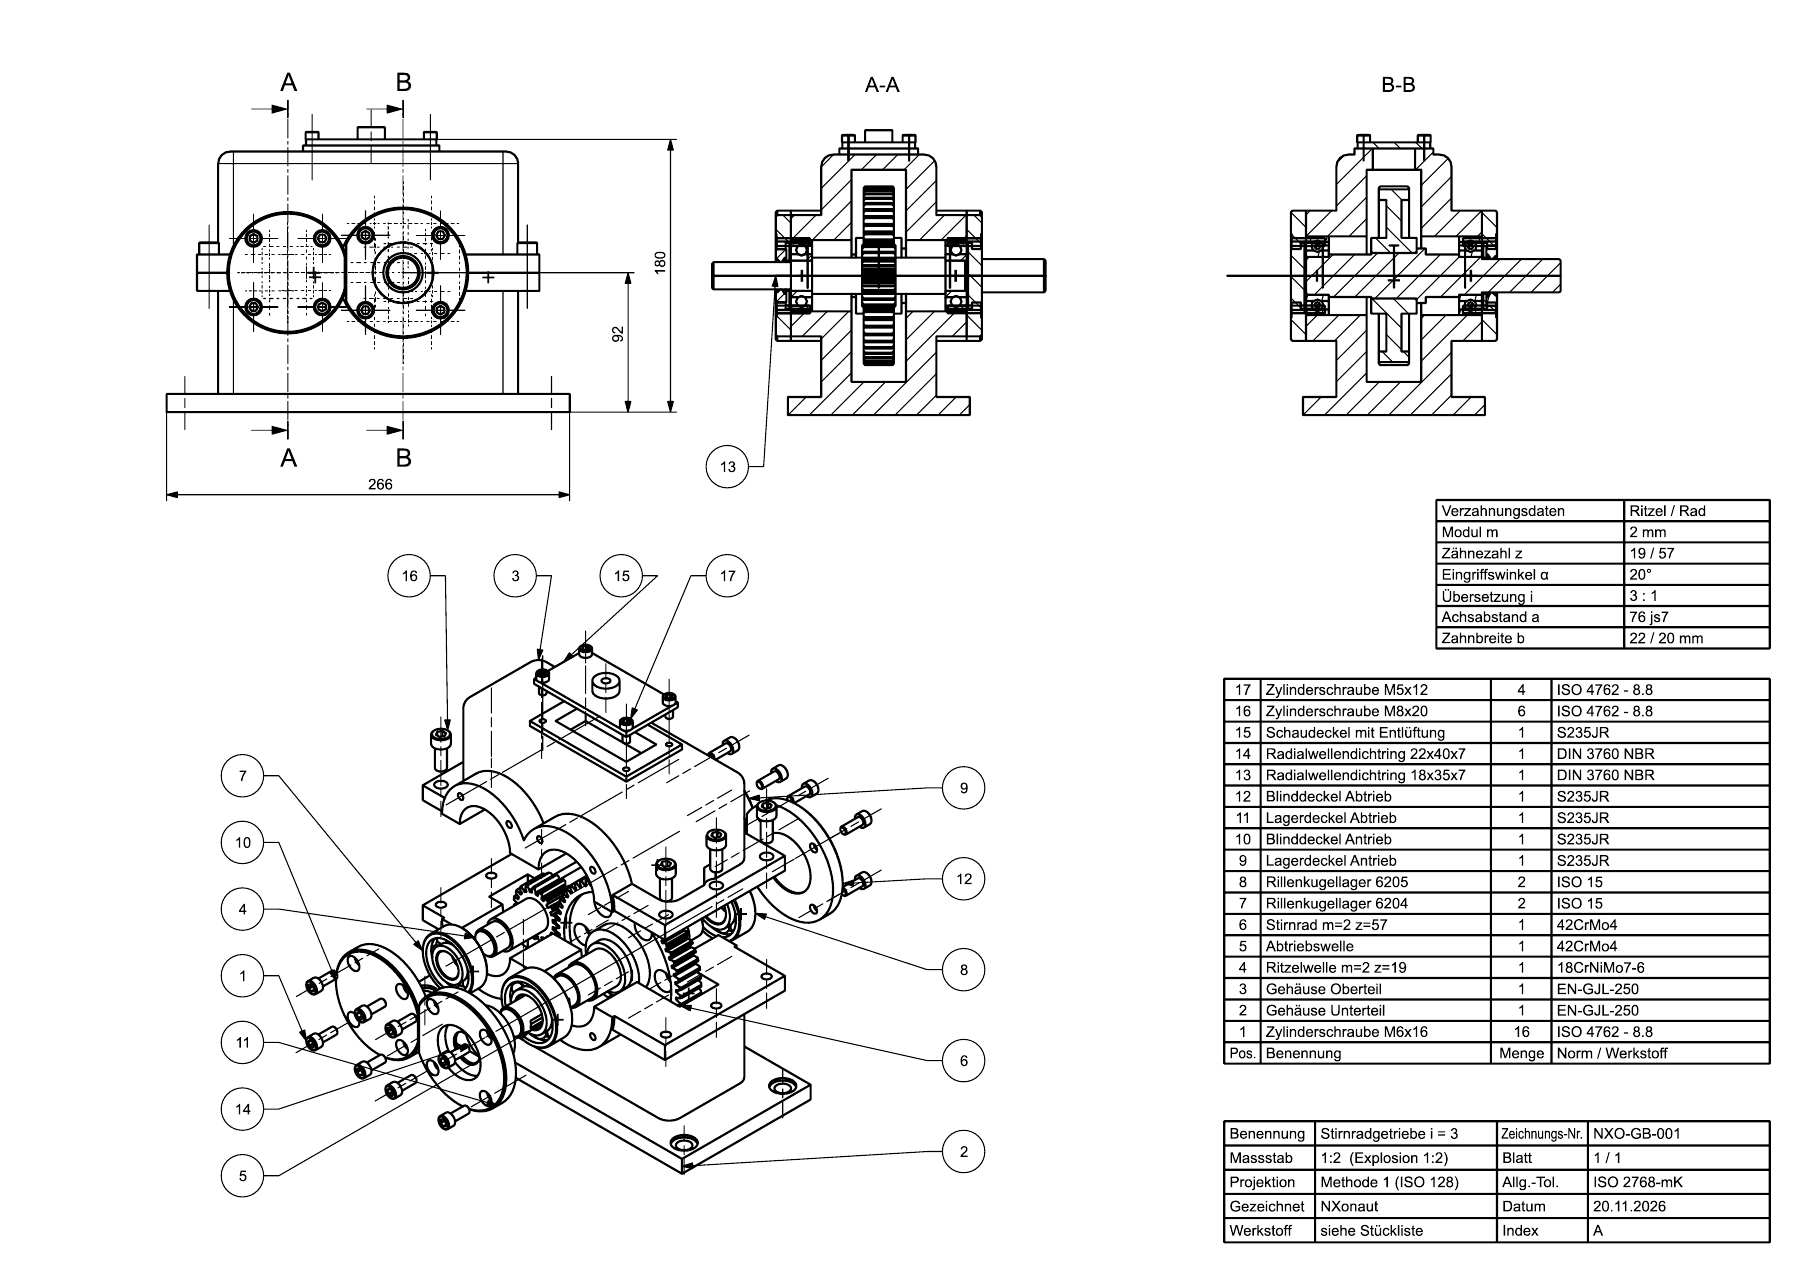 A
B
A-A
B-B
180
92
A
B
266
13
16
3
15
17
7
10
4
1
11
14
5
9
12
8
6
2
Verzahnungsdaten Ritzel / Rad
Modul m 2 mm
Zähnezahl z 19 / 57
Eingriffswinkel α 20°
Übersetzung i 3 : 1
Achsabstand a 76 js7
Zahnbreite b 22 / 20 mm
17 Zylinderschraube M5x12 4 ISO 4762 - 8.8
16 Zylinderschraube M8x20 6 ISO 4762 - 8.8
15 Schaudeckel mit Entlüftung 1 S235JR
14 Radialwellendichtring 22x40x7 1 DIN 3760 NBR
13 Radialwellendichtring 18x35x7 1 DIN 3760 NBR
12 Blinddeckel Abtrieb 1 S235JR
11 Lagerdeckel Abtrieb 1 S235JR
10 Blinddeckel Antrieb 1 S235JR
9 Lagerdeckel Antrieb 1 S235JR
8 Rillenkugellager 6205 2 ISO 15
7 Rillenkugellager 6204 2 ISO 15
6 Stirnrad m=2 z=57 1 42CrMo4
5 Abtriebswelle 1 42CrMo4
4 Ritzelwelle m=2 z=19 1 18CrNiMo7-6
3 Gehäuse Oberteil 1 EN-GJL-250
2 Gehäuse Unterteil 1 EN-GJL-250
1 Zylinderschraube M6x16 16 ISO 4762 - 8.8
Pos. Benennung Menge Norm / Werkstoff
Benennung Stirnradgetriebe i = 3 Zeichnungs-Nr. NXO-GB-001
Massstab 1:2 (Explosion 1:2) Blatt 1 / 1
Projektion Methode 1 (ISO 128) Allg.-Tol. ISO 2768-mK
Gezeichnet NXonaut Datum 20.11.2026
Werkstoff siehe Stückliste Index A